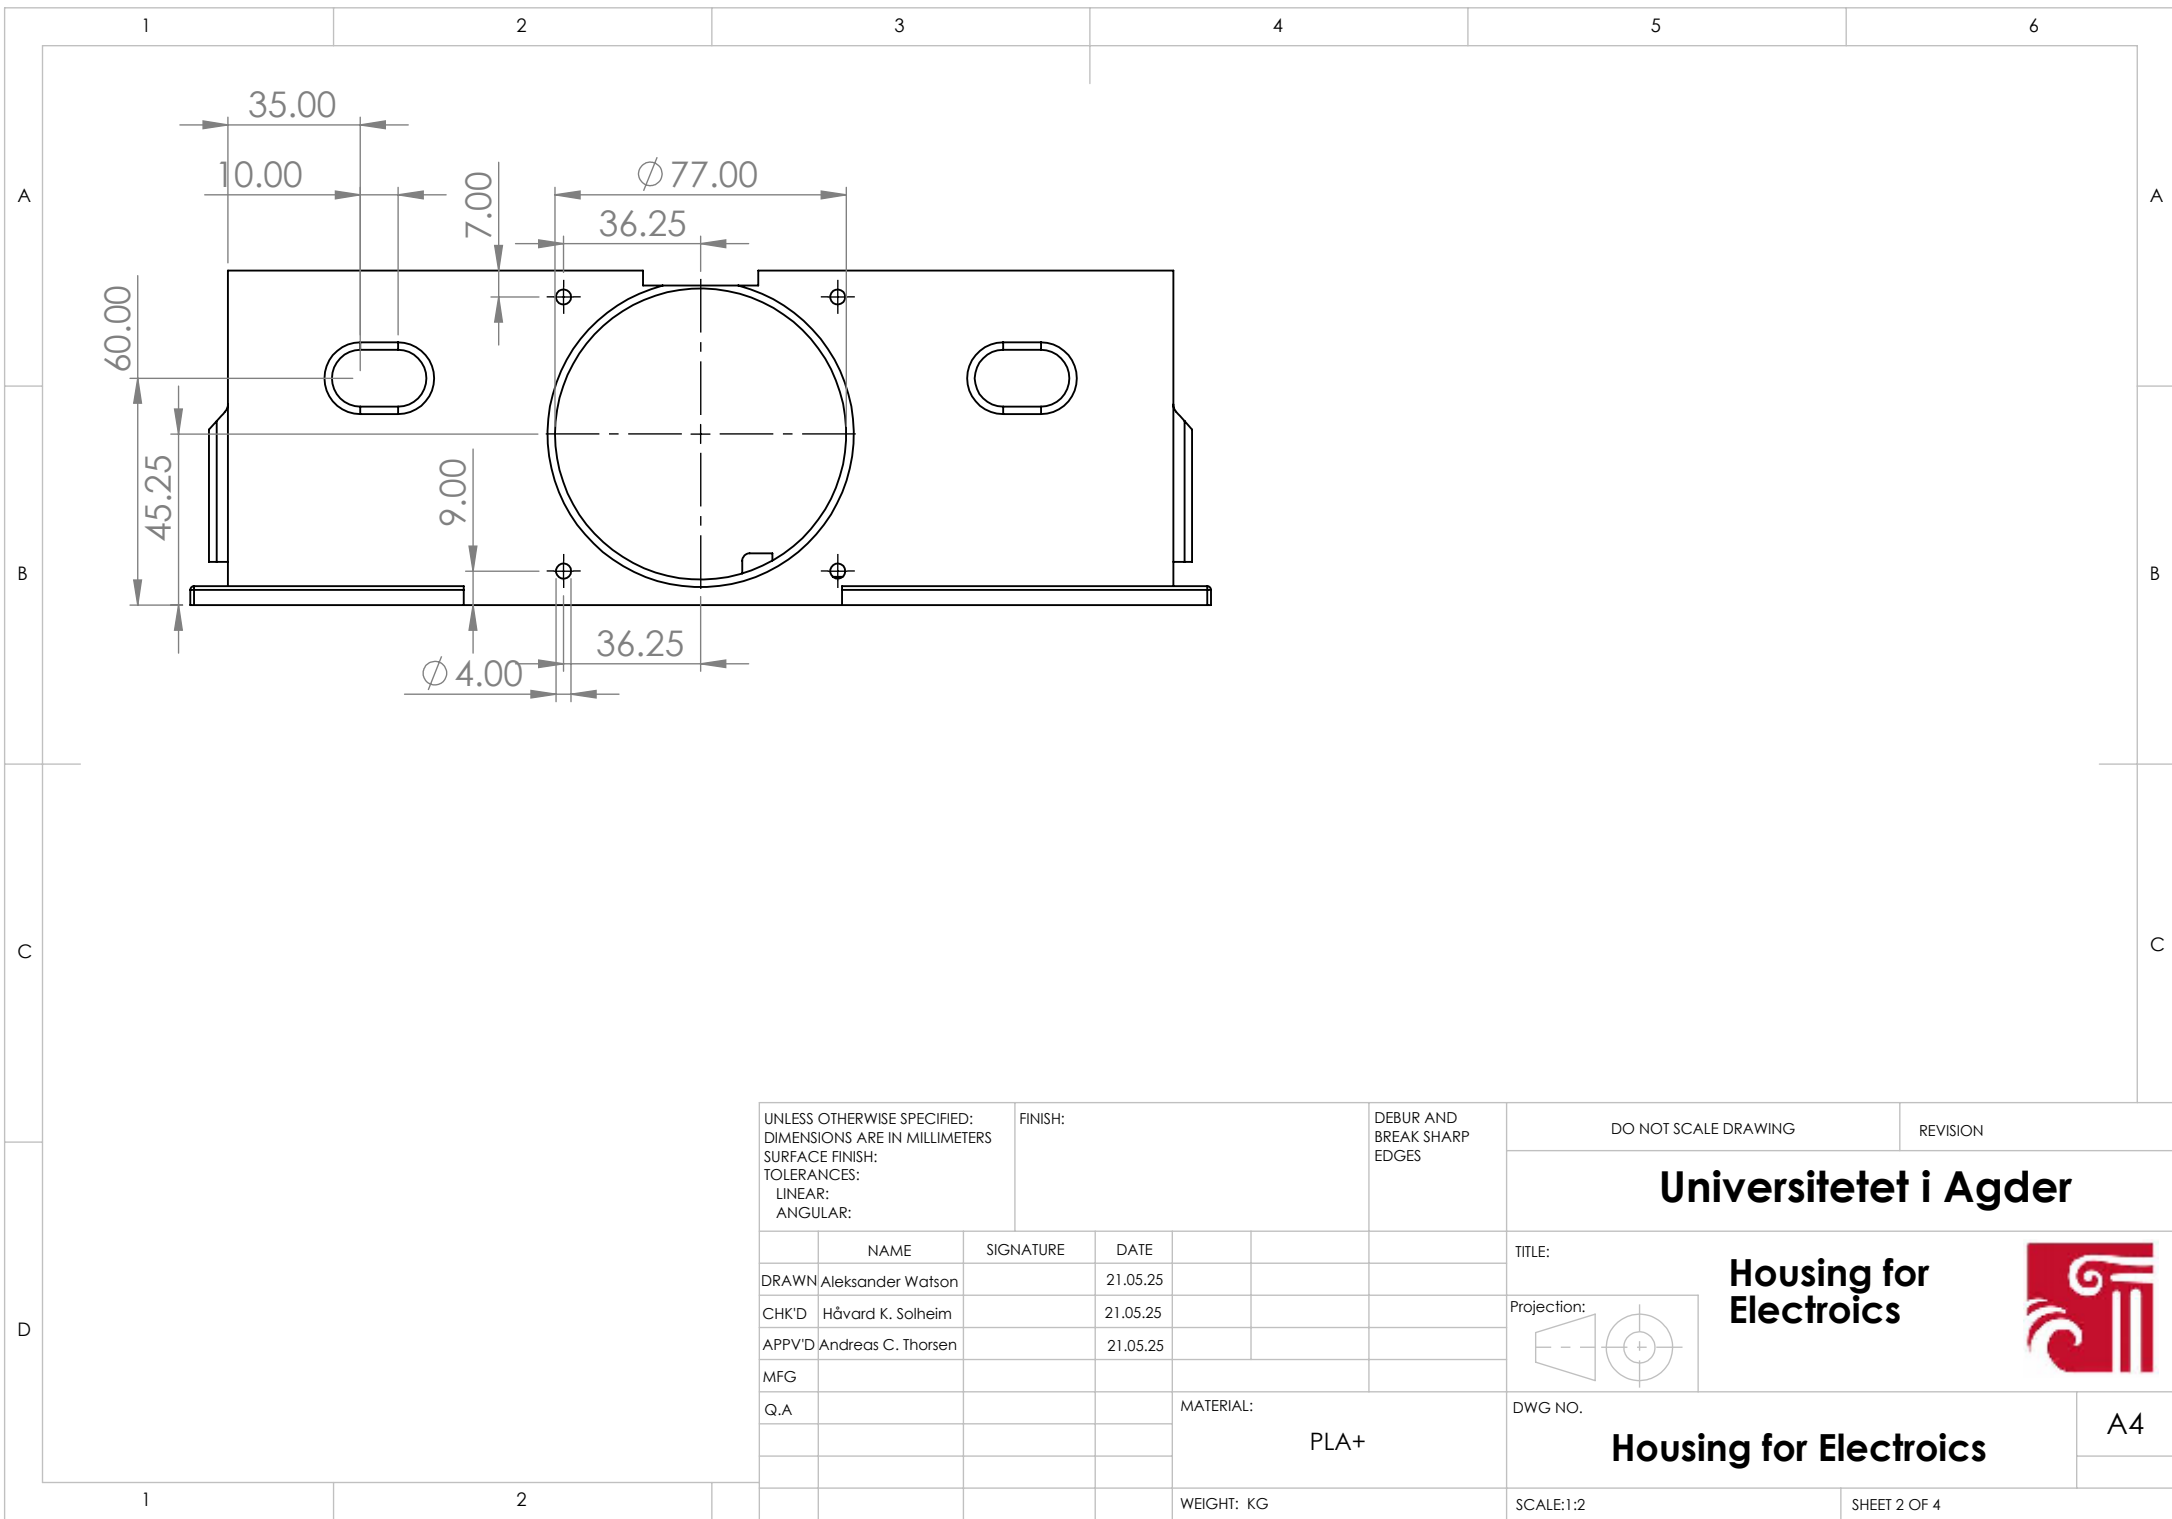 1 2 3 4 5 6
35.00
10.00
7.00
∅ 77.00
36.25
A A
60.00
45.25
9.00
B B
36.25
∅ 4.00
C C
UNLESS OTHERWISE SPECIFIED:
DIMENSIONS ARE IN MILLIMETERS
SURFACE FINISH:
TOLERANCES:
LINEAR:
ANGULAR:
FINISH:
DEBUR AND
BREAK SHARP
EDGES
DO NOT SCALE DRAWING
REVISION
Universitetet i Agder
NAME SIGNATURE DATE
DRAWN Aleksander Watson 21.05.25
CHK'D Håvard K. Solheim 21.05.25
APPV'D Andreas C. Thorsen 21.05.25
MFG
Q.A
TITLE:
Housing for
Electroics
Projection:
D
MATERIAL:
PLA+
DWG NO.
Housing for Electroics
A4
WEIGHT: KG
SCALE:1:2
SHEET 2 OF 4
1 2